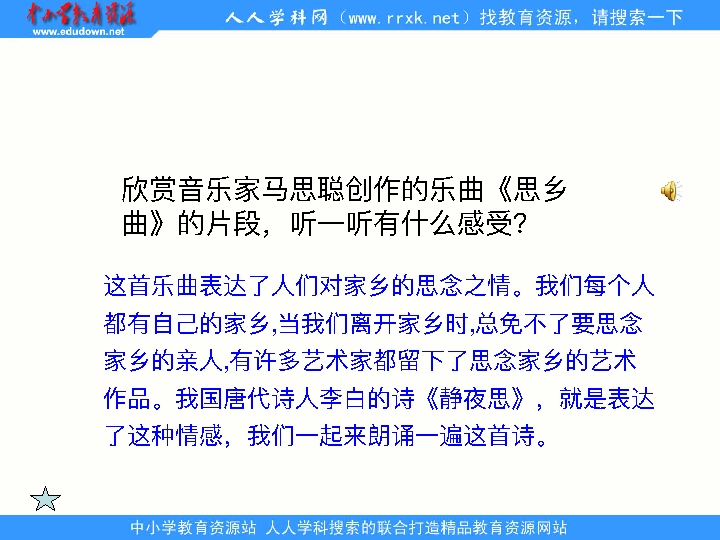 中小学教育资源
www.edudown.net
人人学科网（www.rrxk.net）找教育资源，请搜索一下
欣赏音乐家马思聪创作的乐曲《思乡
曲》的片段，听一听有什么感受？
这首乐曲表达了人们对家乡的思念之情。我们每个人
都有自己的家乡,当我们离开家乡时,总免不了要思念
家乡的亲人,有许多艺术家都留下了思念家乡的艺术
作品。我国唐代诗人李白的诗《静夜思》，就是表达
了这种情感，我们一起来朗诵一遍这首诗。
中小学教育资源站 人人学科搜索的联合打造精品教育资源网站